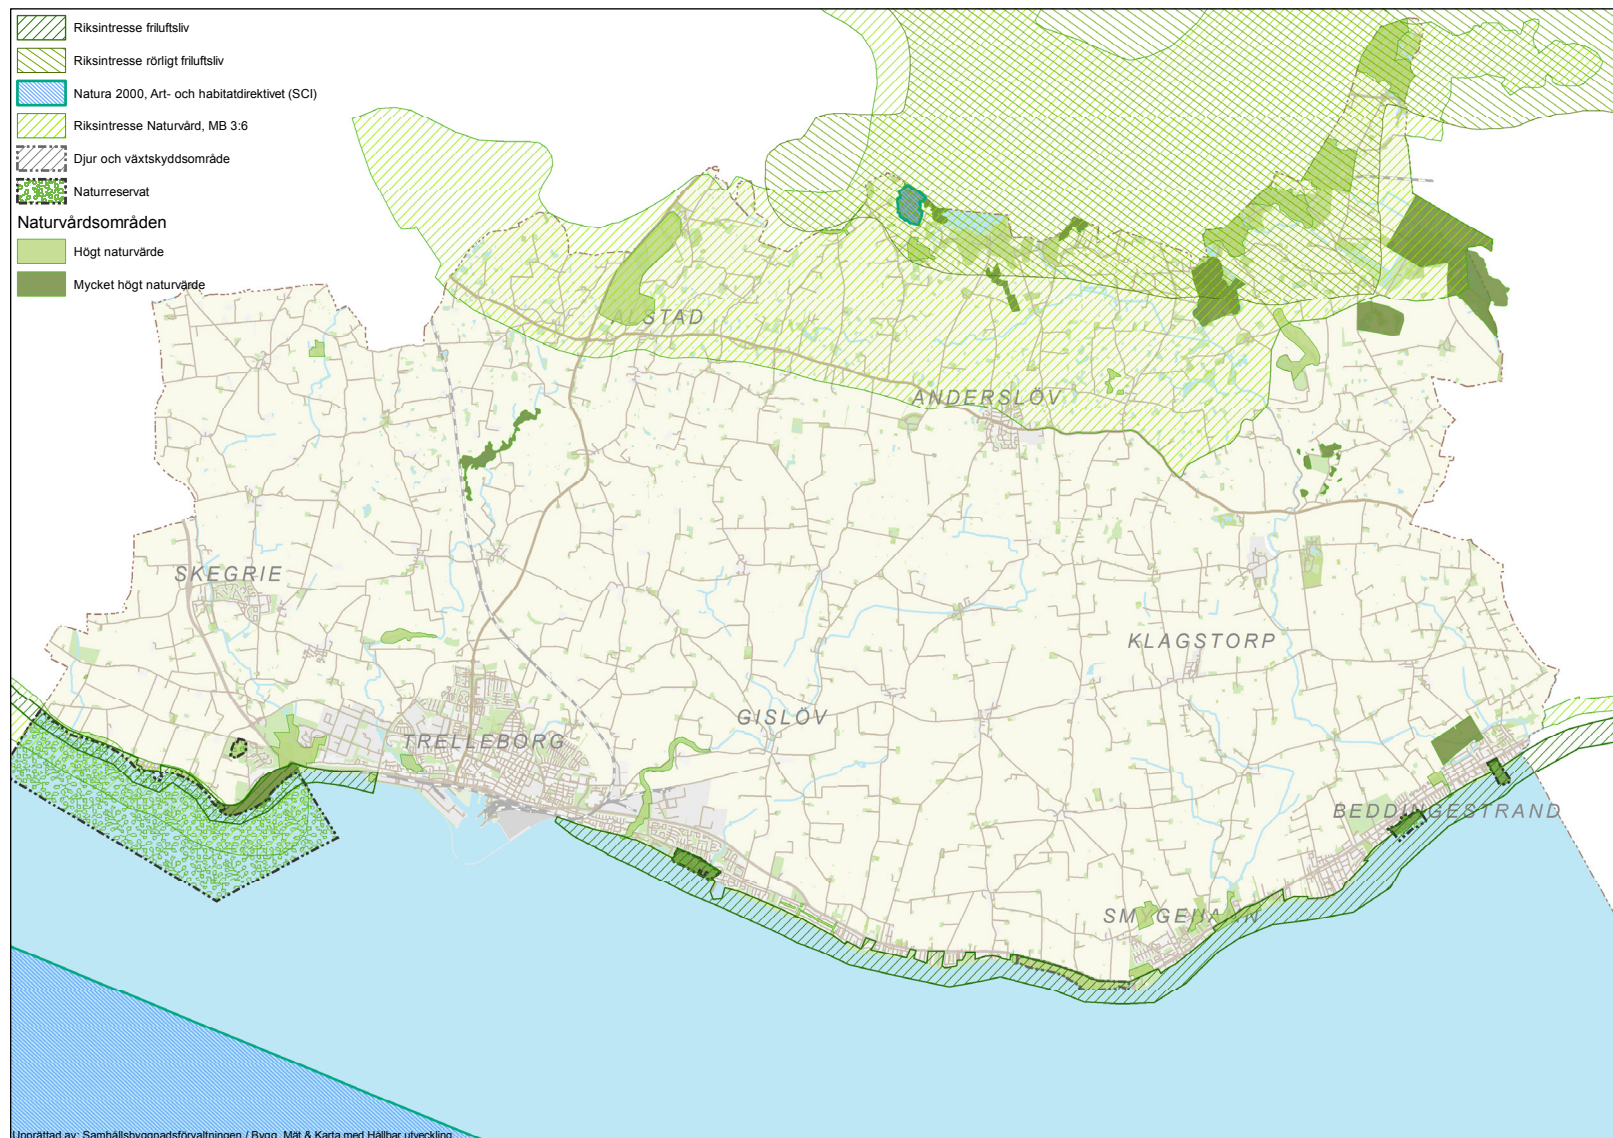 Riksintresse friluftsliv
Riksintresse rörligt friluftsliv
Natura 2000, Art- och habitatdirektivet (SCI)
Riksintresse Naturvård, MB 3:6
Djur och växtskyddsområde
Naturreservat
Naturvårdsområden
Högt naturvärde
Mycket högt naturvärde
ALSTAD
ANDERSLÖV
SKEGRIE
KLAGSTORP
GISLÖV
TRELLEBORG
BEDDINGESTRAND
SMYGEHAMN
Upprättad av: Samhällsbyggnadsförvaltningen / Bygg, Mät & Karta med Hållbar utveckling